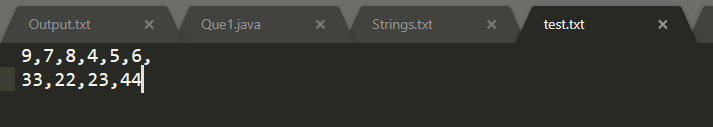 Output.txt Que1.java Strings.txt test.txt
9,7,8,4,5,6,
33,22,23,44